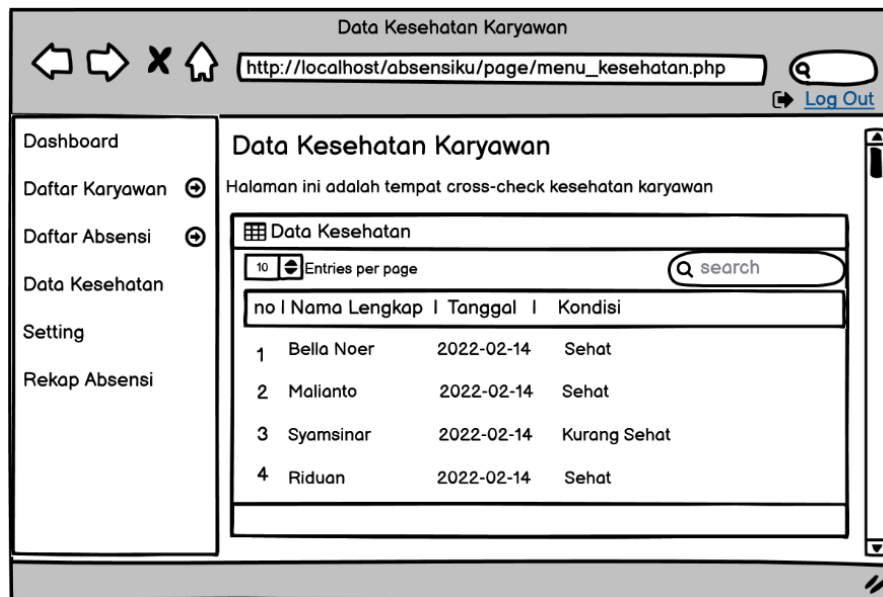 Data Kesehatan Karyawan
http://localhost/absensiku/page/menu_kesehatan.php
Log Out
Dashboard
Daftar Karyawan
Daftar Absensi
Data Kesehatan
Setting
Rekap Absensi
Data Kesehatan Karyawan
Halaman ini adalah tempat cross-check kesehatan karyawan
Data Kesehatan
10 Entries per page
search
no | Nama Lengkap | Tanggal | Kondisi
1 Bella Noer 2022-02-14 Sehat
2 Malianto 2022-02-14 Sehat
3 Syamsinar 2022-02-14 Kurang Sehat
4 Riduan 2022-02-14 Sehat